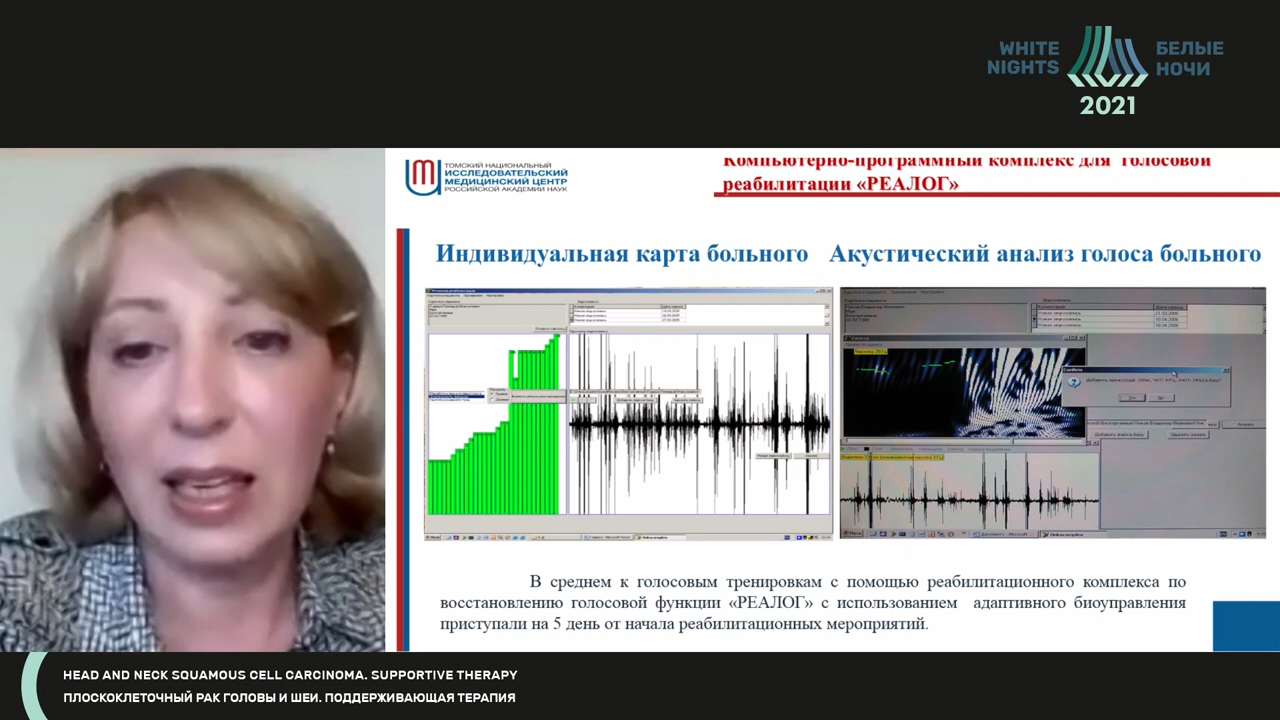 WHITE
NIGHTS
БЕЛЫЕ
НОЧИ
2021
ТОМСКИЙ НАЦИОНАЛЬНЫЙ
ИССЛЕДОВАТЕЛЬСКИЙ
МЕДИЦИНСКИЙ ЦЕНТР
РОССИЙСКОЙ АКАДЕМИИ НАУК
Компьютерно-программный комплекс для голосовой
реабилитации «РЕАЛОГ»
Индивидуальная карта больного
Акустический анализ голоса больного
Confirm
В среднем к голосовым тренировкам с помощью реабилитационного комплекса по
восстановлению голосовой функции «РЕАЛОГ» с использованием адаптивного биоуправления
приступали на 5 день от начала реабилитационных мероприятий.
HEAD AND NECK SQUAMOUS CELL CARCINOMA. SUPPORTIVE THERAPY
ПЛОСКОКЛЕТОЧНЫЙ РАК ГОЛОВЫ И ШЕИ. ПОДДЕРЖИВАЮЩАЯ ТЕРАПИЯ